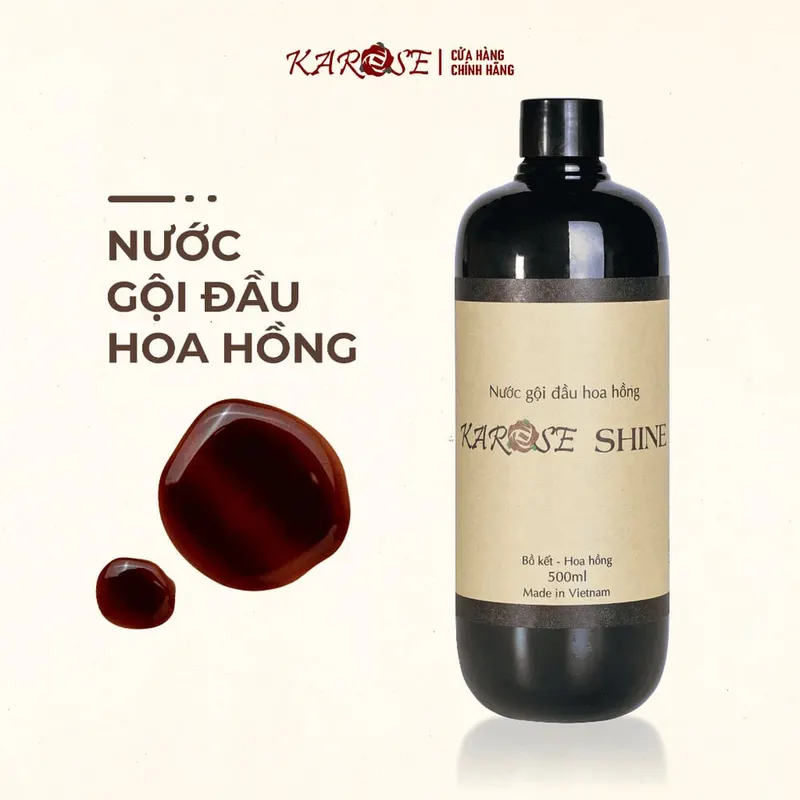 KAROSE
CỬA HÀNG
CHÍNH HÃNG
NƯỚC
GỘI ĐẦU
HOA HỒNG
Nước gội đầu hoa hồng
KAROSE SHINE
Bồ kết - Hoa hồng
500ml
Made in Vietnam